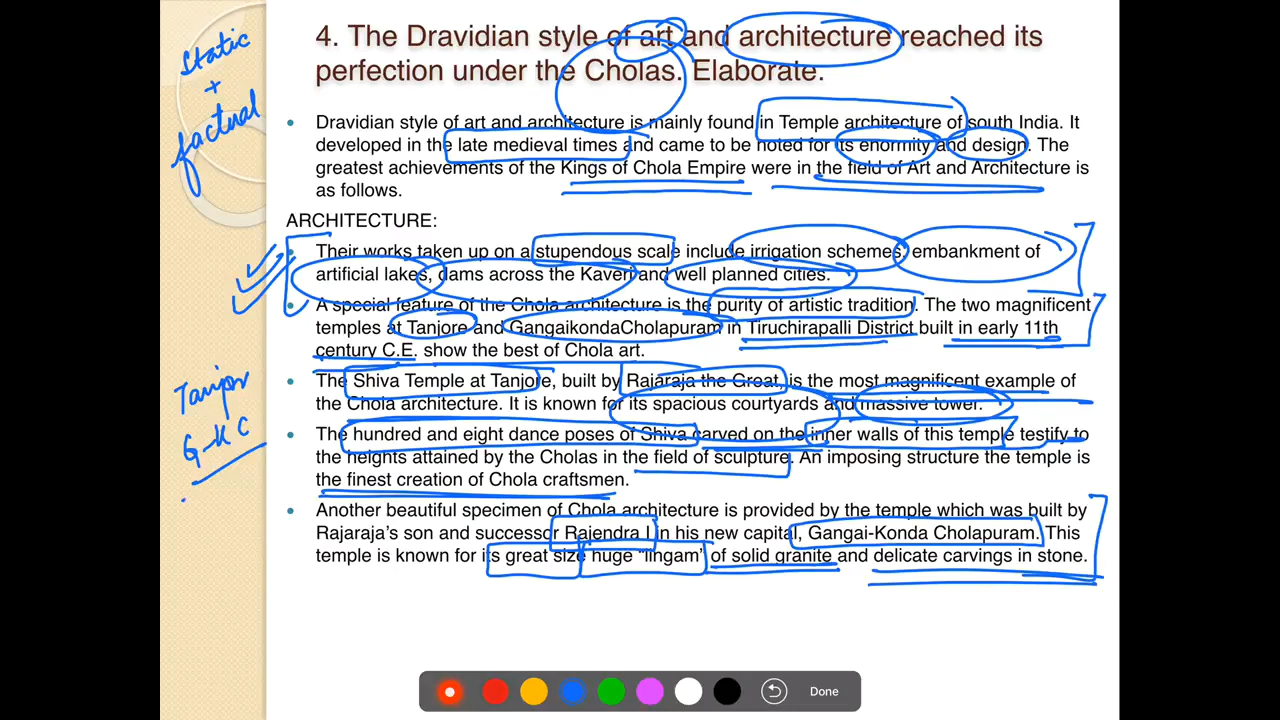 Static
+
factual
4. The Dravidian style of art and architecture reached its
perfection under the Cholas. Elaborate.
• Dravidian style of art and architecture is mainly found in Temple architecture of south India. It
developed in the late medieval times and came to be noted for its enormity and design. The
greatest achievements of the Kings of Chola Empire were in the field of Art and Architecture is
as follows.
ARCHITECTURE:
• Their works taken up on a stupendous scale include irrigation schemes, embankment of
artificial lakes, dams across the Kaveri and well planned cities.
• A special feature of the Chola architecture is the purity of artistic tradition. The two magnificent
temples at Tanjore and GangaikondaCholapuram in Tiruchirapalli District built in early 11th
century C.E. show the best of Chola art.
• The Shiva Temple at Tanjore, built by Rajaraja the Great, is the most magnificent example of
the Chola architecture. It is known for its spacious courtyards and massive tower.
• The hundred and eight dance poses of Shiva carved on the inner walls of this temple testify to
the heights attained by the Cholas in the field of sculpture. An imposing structure the temple is
the finest creation of Chola craftsmen.
• Another beautiful specimen of Chola architecture is provided by the temple which was built by
Rajaraja's son and successor Rajendra I in his new capital, Gangai-Konda Cholapuram. This
temple is known for its great size huge "lingam" of solid granite and delicate carvings in stone.
Tanjor
G-K C
Done